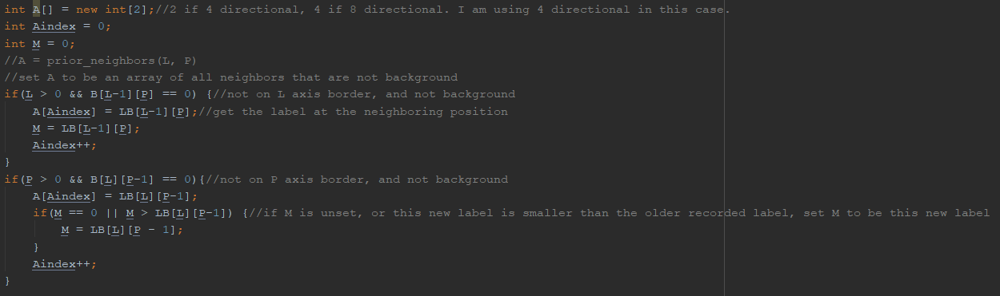 int A[] = new int[2];//2 if 4 directional, 4 if 8 directional. I am using 4 directional in this case.
int Aindex = 0;
int M = 0;
//A = prior_neighbors(L, P)
//set A to be an array of all neighbors that are not background
if(L > 0 && B[L-1][P] == 0) {//not on L axis border, and not background
    A[Aindex] = LB[L-1][P];//get the label at the neighboring position
    M = LB[L-1][P];
    Aindex++;
}
if(P > 0 && B[L][P-1] == 0){//not on P axis border, and not background
    A[Aindex] = LB[L][P-1];
    if(M == 0 || M > LB[L][P-1]) {//if M is unset, or this new label is smaller than the older recorded label, set M to be this new label
        M = LB[L][P - 1];
    }
    Aindex++;
}